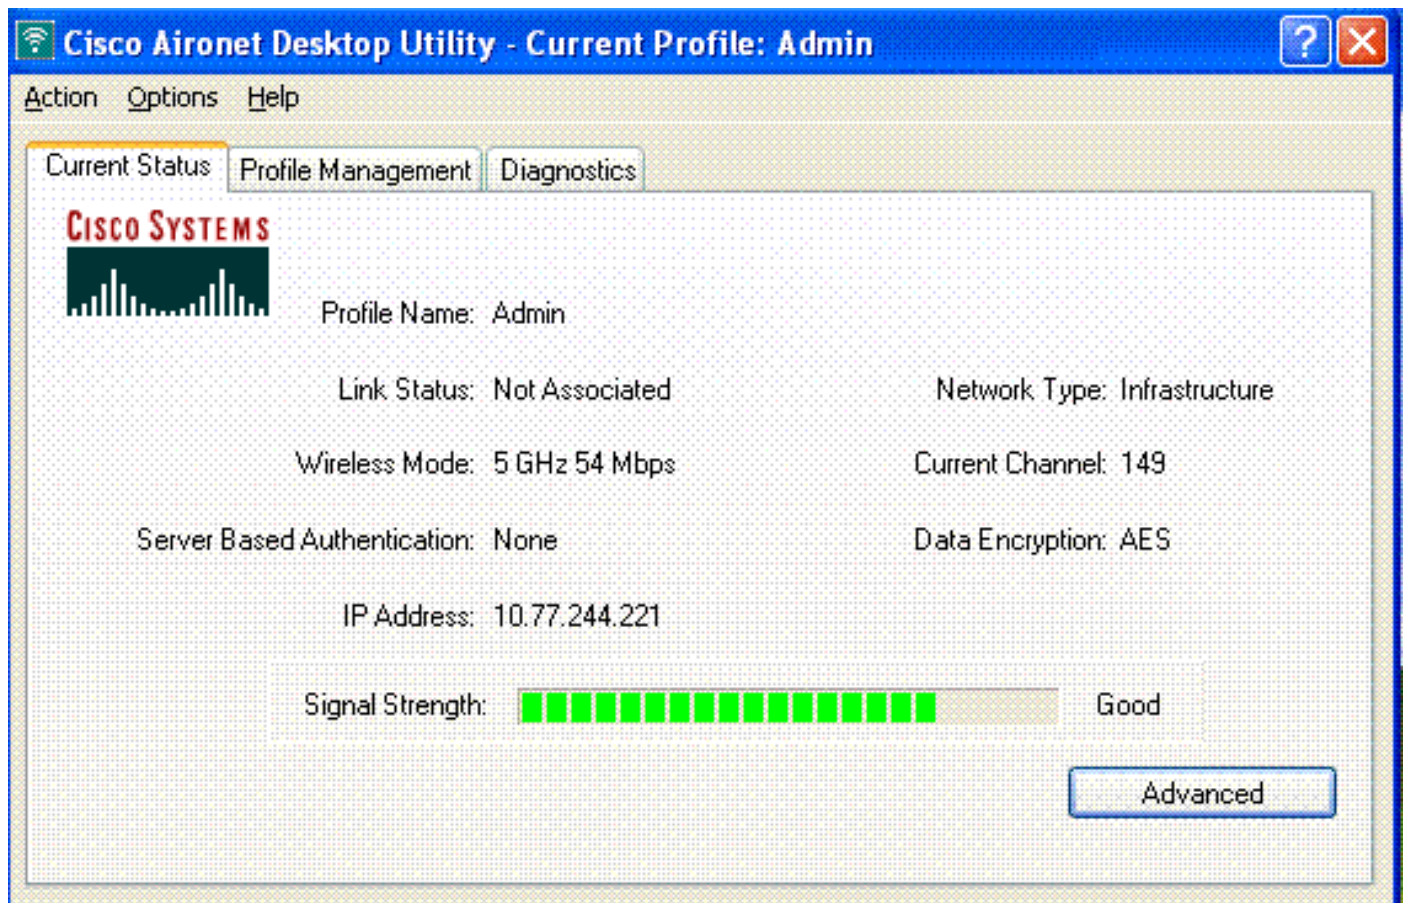 Cisco Aironet Desktop Utility - Current Profile: Admin
Action Options Help
Current Status Profile Management Diagnostics
CISCO SYSTEMS
Profile Name: Admin
Link Status: Not Associated Network Type: Infrastructure
Wireless Mode: 5 GHz 54 Mbps Current Channel: 149
Server Based Authentication: None Data Encryption: AES
IP Address: 10.77.244.221
Signal Strength: Good
Advanced